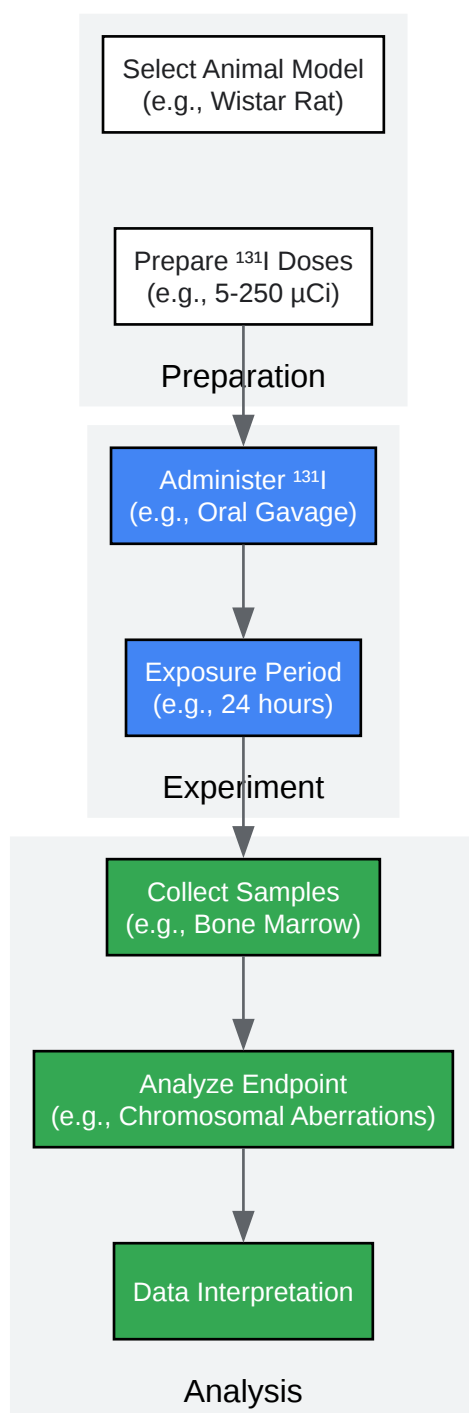 Select Animal Model
(e.g., Wistar Rat)
Prepare ¹³¹I Doses
(e.g., 5-250 µCi)
Preparation
Administer ¹³¹I
(e.g., Oral Gavage)
Exposure Period
(e.g., 24 hours)
Experiment
Collect Samples
(e.g., Bone Marrow)
Analyze Endpoint
(e.g., Chromosomal Aberrations)
Data Interpretation
Analysis